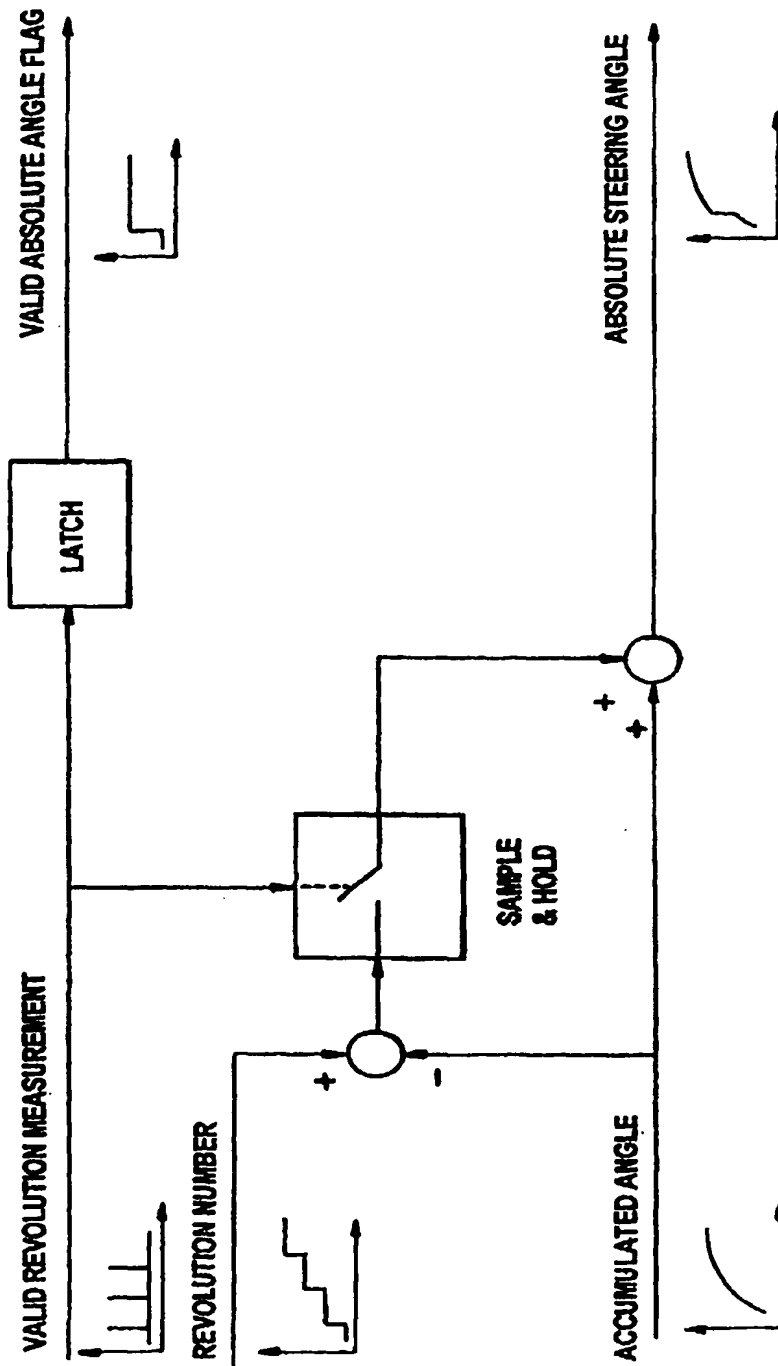 VALID REVOLUTION MEASUREMENT
LATCH
VALID ABSOLUTE ANGLE FLAG
REVOLUTION NUMBER
+
-
SAMPLE
& HOLD
+
+
ACCUMULATED ANGLE
ABSOLUTE STEERING ANGLE